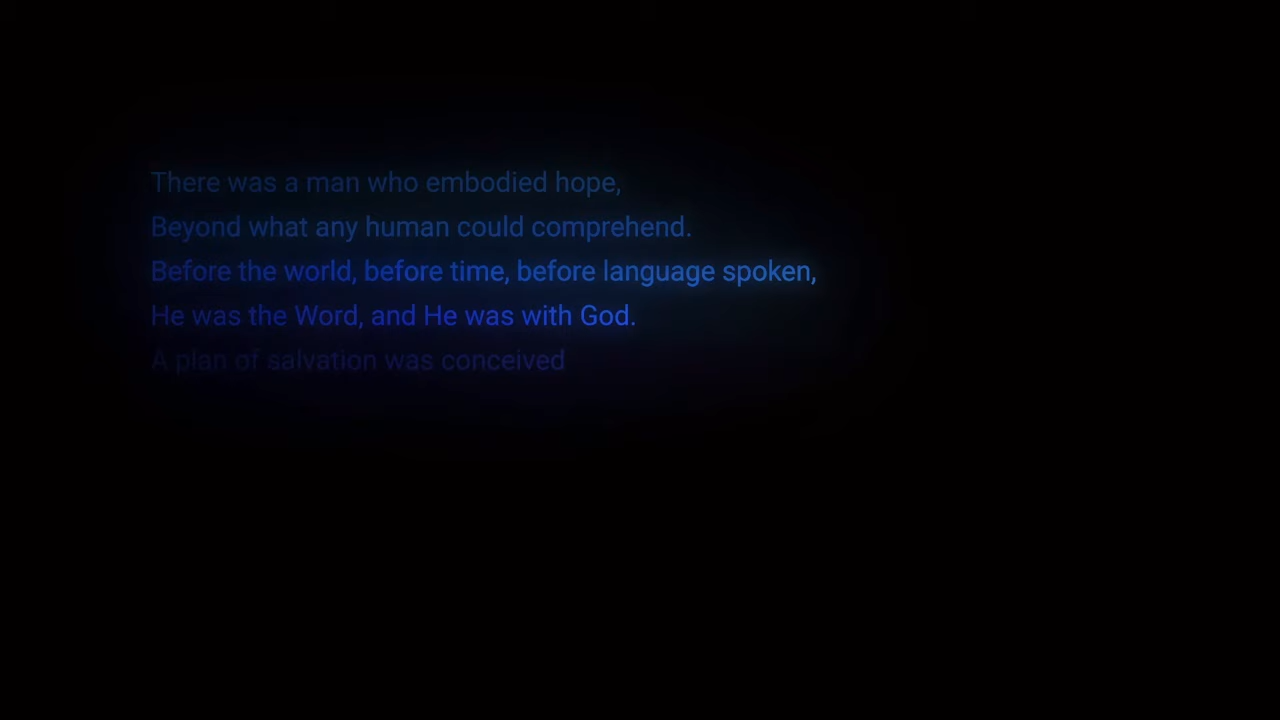 There was a man who embodied hope,
Beyond what any human could comprehend.
Before the world, before time, before language spoken,
He was the Word, and He was with God.
A plan of salvation was conceived